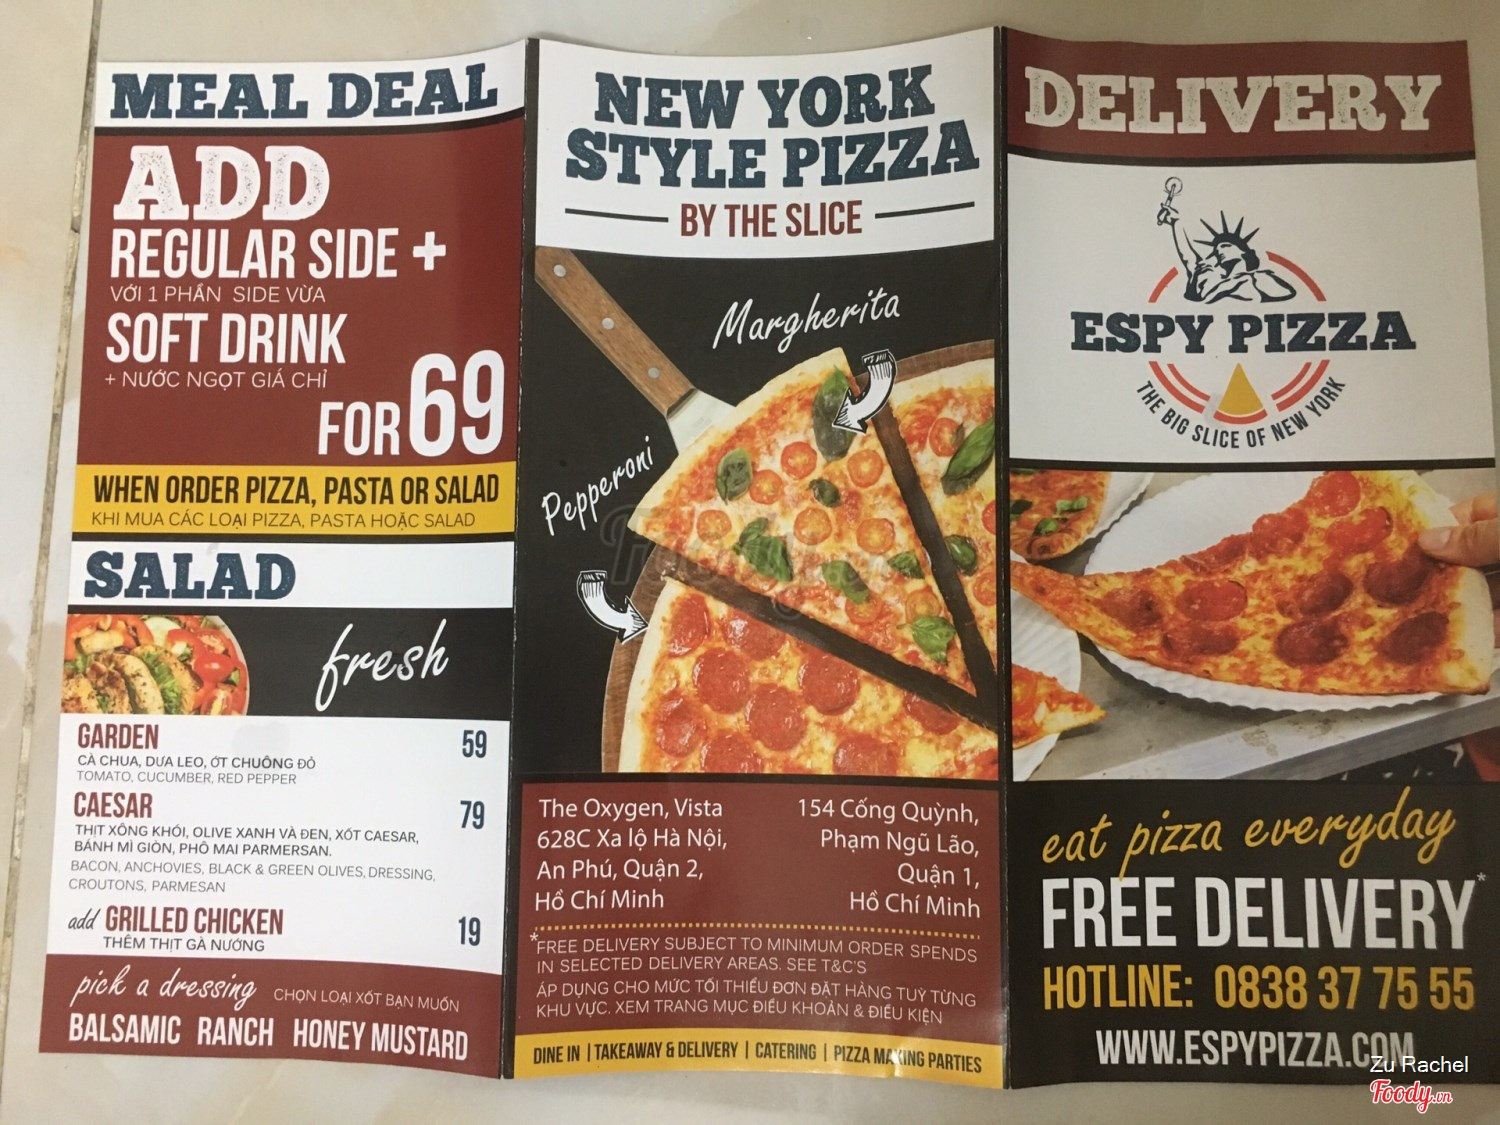 MEAL DEAL
ADD
REGULAR SIDE +
VỚI 1 PHẦN SIDE VỪA
SOFT DRINK
+ NƯỚC NGỌT GIÁ CHỈ
FOR 69
WHEN ORDER PIZZA, PASTA OR SALAD
KHI MUA CÁC LOẠI PIZZA, PASTA HOẶC SALAD
SALAD
fresh
GARDEN 59
CÀ CHUA, DƯA LEO, ỚT CHUÔNG ĐỎ
TOMATO, CUCUMBER, RED PEPPER
CAESAR 79
THỊT XÔNG KHÓI, OLIVE XANH VÀ ĐEN, XỐT CAESAR,
BÁNH MÌ GIÒN, PHÔ MAI PARMERSAN.
BACON, ANCHOVIES, BLACK & GREEN OLIVES, DRESSING,
CROUTONS, PARMESAN
add GRILLED CHICKEN 19
THÊM THỊT GÀ NƯỚNG
pick a dressing CHỌN LOẠI XỐT BẠN MUỐN
BALSAMIC RANCH HONEY MUSTARD
NEW YORK
STYLE PIZZA
BY THE SLICE
Margherita
Pepperoni
Foody.vn
The Oxygen, Vista
628C Xa lộ Hà Nội,
An Phú, Quận 2,
Hồ Chí Minh
154 Cống Quỳnh,
Phạm Ngũ Lão,
Quận 1,
Hồ Chí Minh
*FREE DELIVERY SUBJECT TO MINIMUM ORDER SPENDS
IN SELECTED DELIVERY AREAS. SEE T&C'S
ÁP DỤNG CHO MỨC TỐI THIỂU ĐƠN ĐẶT HÀNG TUỲ TỪNG
KHU VỰC. XEM TRANG MỤC ĐIỀU KHOẢN & ĐIỀU KIỆN
DINE IN | TAKEAWAY & DELIVERY | CATERING | PIZZA MAKING PARTIES
DELIVERY
ESPY PIZZA
THE BIG SLICE OF NEW YORK
eat pizza everyday
FREE DELIVERY*
HOTLINE: 0838 37 75 55
WWW.ESPYPIZZA.COM
Zu Rachel
Foody.vn